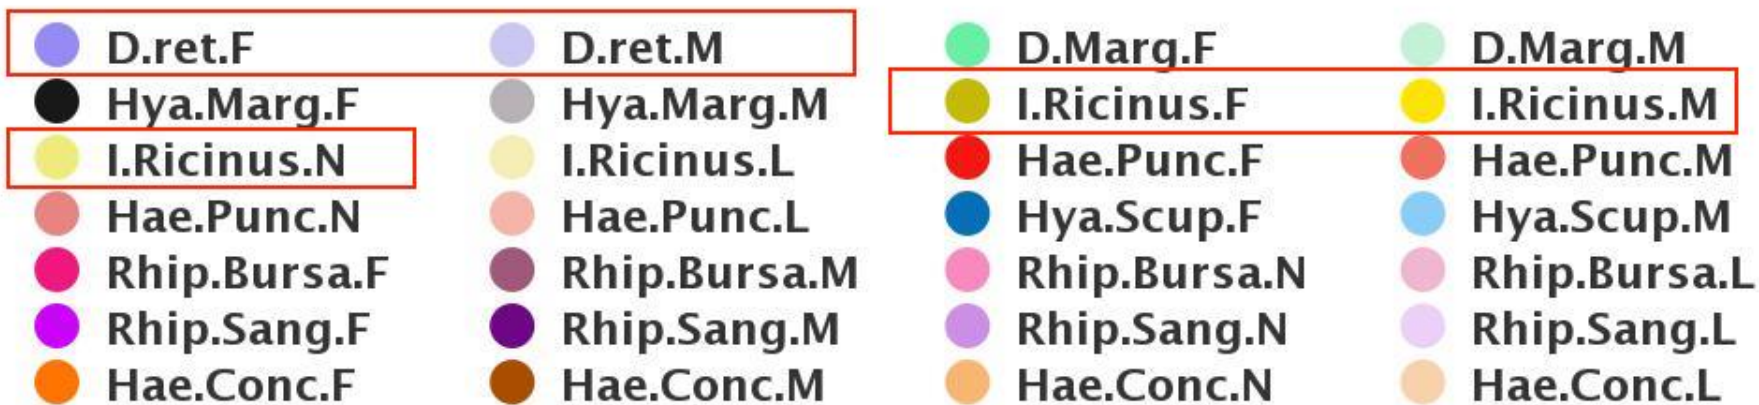 D.ret.F D.ret.M D.Marg.F D.Marg.M
Hya.Marg.F Hya.Marg.M I.Ricinus.F I.Ricinus.M
I.Ricinus.N I.Ricinus.L Hae.Punc.F Hae.Punc.M
Hae.Punc.N Hae.Punc.L Hya.Scup.F Hya.Scup.M
Rhip.Bursa.F Rhip.Bursa.M Rhip.Bursa.N Rhip.Bursa.L
Rhip.Sang.F Rhip.Sang.M Rhip.Sang.N Rhip.Sang.L
Hae.Conc.F Hae.Conc.M Hae.Conc.N Hae.Conc.L